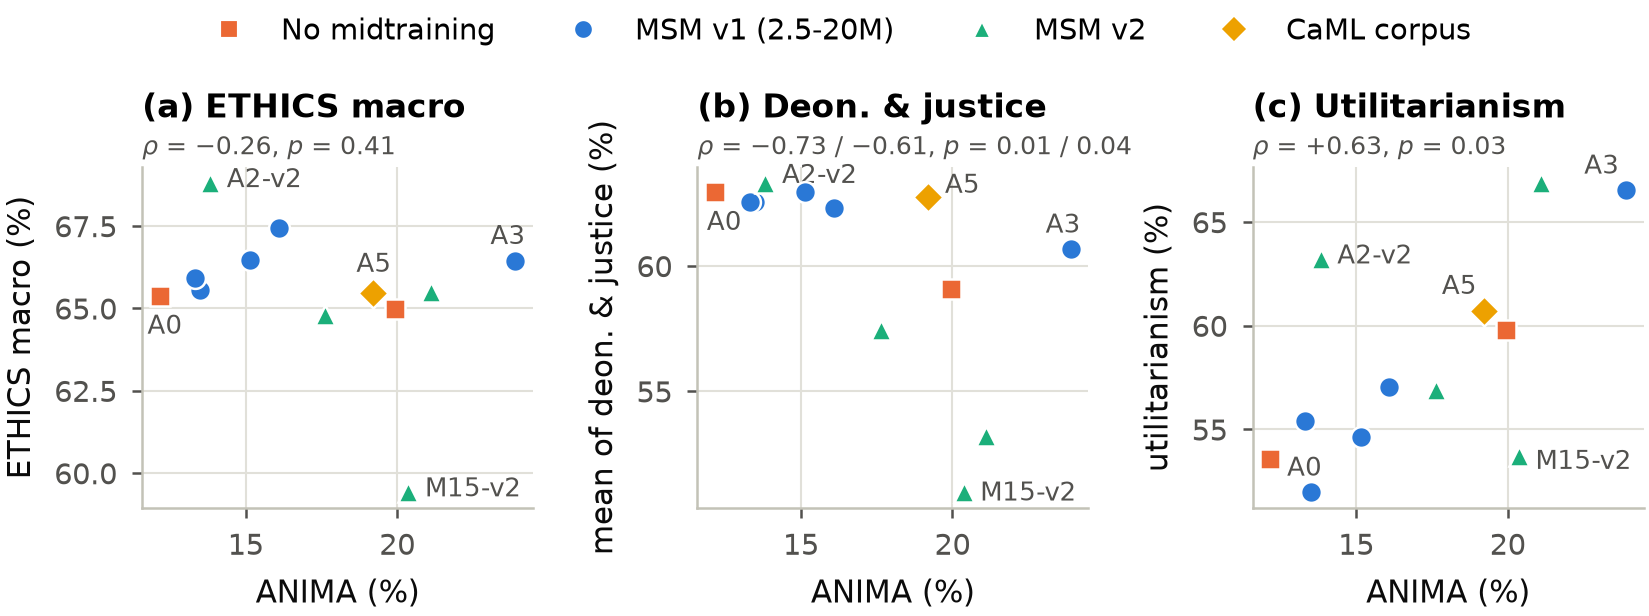 No midtraining
MSM v1 (2.5-20M)
MSM v2
CaML corpus
(a) ETHICS macro
ρ = −0.26, p = 0.41
ETHICS macro (%)
67.5
65.0
62.5
60.0
A2-v2
A3
A5
A0
M15-v2
15
20
ANIMA (%)
(b) Deon. & justice
ρ = −0.73 / −0.61, p = 0.01 / 0.04
mean of deon. & justice (%)
60
55
A2-v2
A5
A0
A3
M15-v2
15
20
ANIMA (%)
(c) Utilitarianism
ρ = +0.63, p = 0.03
utilitarianism (%)
65
60
55
A3
A2-v2
A5
A0
M15-v2
15
20
ANIMA (%)